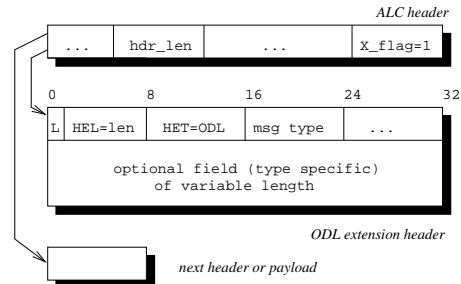 ALC header
... hdr_len ... X_flag=1
0 8 16 24 32
L HEL=len HET=ODL msg type ...
optional field (type specific)
of variable length
ODL extension header
next header or payload